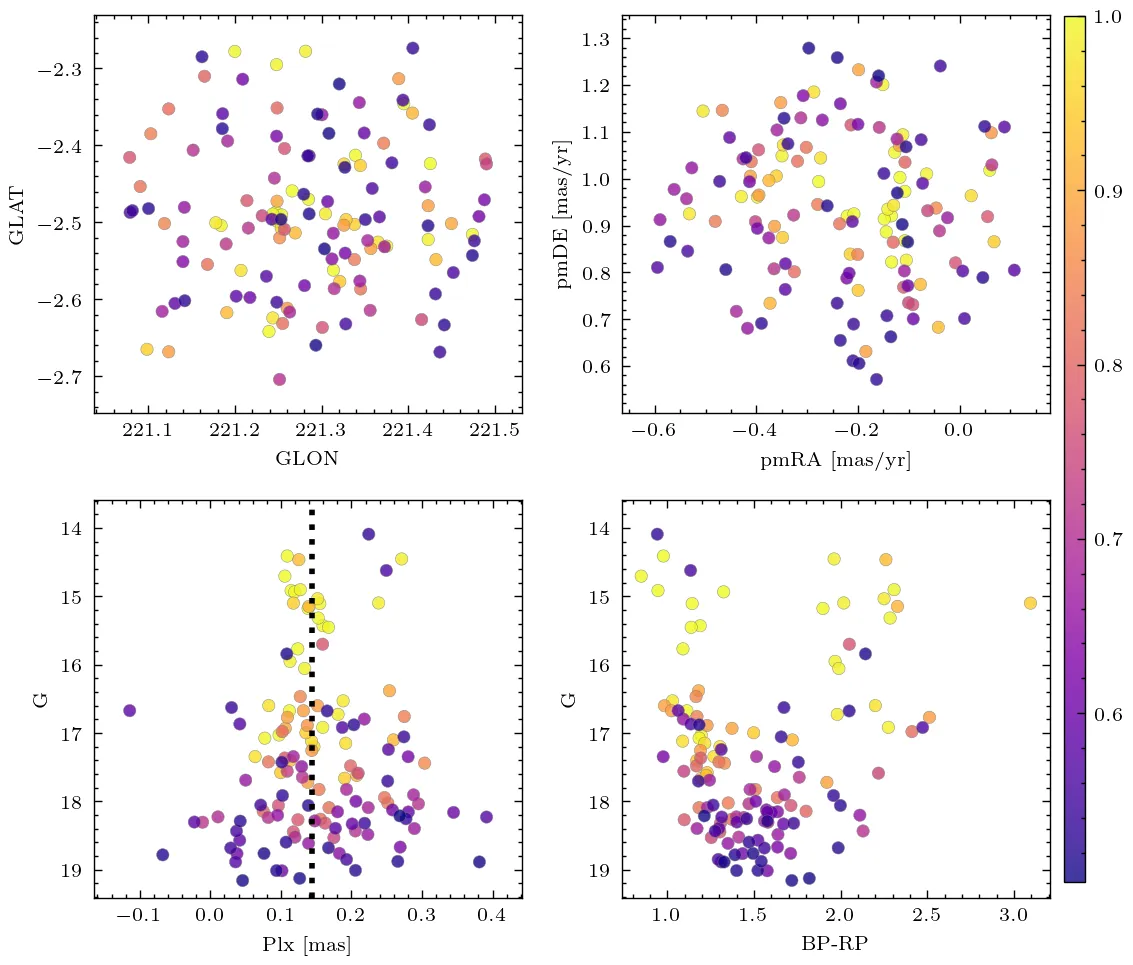 −2.3
−2.4
−2.5
−2.6
−2.7
GLAT
221.1 221.2 221.3 221.4 221.5
GLON
1.3
1.2
1.1
1.0
0.9
0.8
0.7
0.6
pmDE [mas/yr]
−0.6 −0.4 −0.2 0.0
pmRA [mas/yr]
1.0
0.9
0.8
0.7
0.6
14
15
16
17
18
19
G
−0.1 0.0 0.1 0.2 0.3 0.4
Plx [mas]
14
15
16
17
18
19
G
1.0 1.5 2.0 2.5 3.0
BP-RP